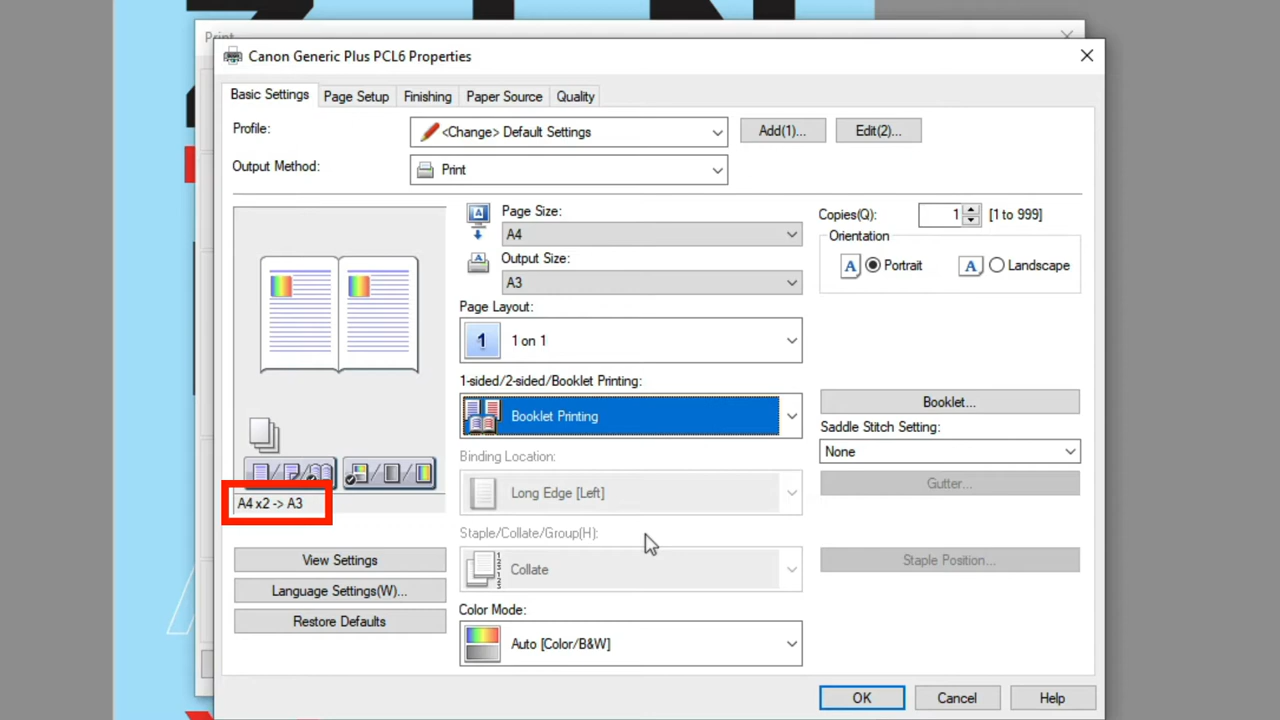 Print
Canon Generic Plus PCL6 Properties
Basic Settings
Page Setup
Finishing
Paper Source
Quality
Profile:
<Change> Default Settings
Add(1)...
Edit(2)...
Output Method:
Print
Page Size:
A4
Output Size:
A3
Copies(Q):
1
[1 to 999]
Orientation
A
Portrait
A
Landscape
Page Layout:
1
1 on 1
1-sided/2-sided/Booklet Printing:
Booklet Printing
Booklet...
Saddle Stitch Setting:
None
Binding Location:
Long Edge [Left]
Gutter...
A4 x2 -> A3
Staple/Collate/Group(H):
Collate
Staple Position...
View Settings
Language Settings(W)...
Restore Defaults
Color Mode:
Auto [Color/B&W]
OK
Cancel
Help